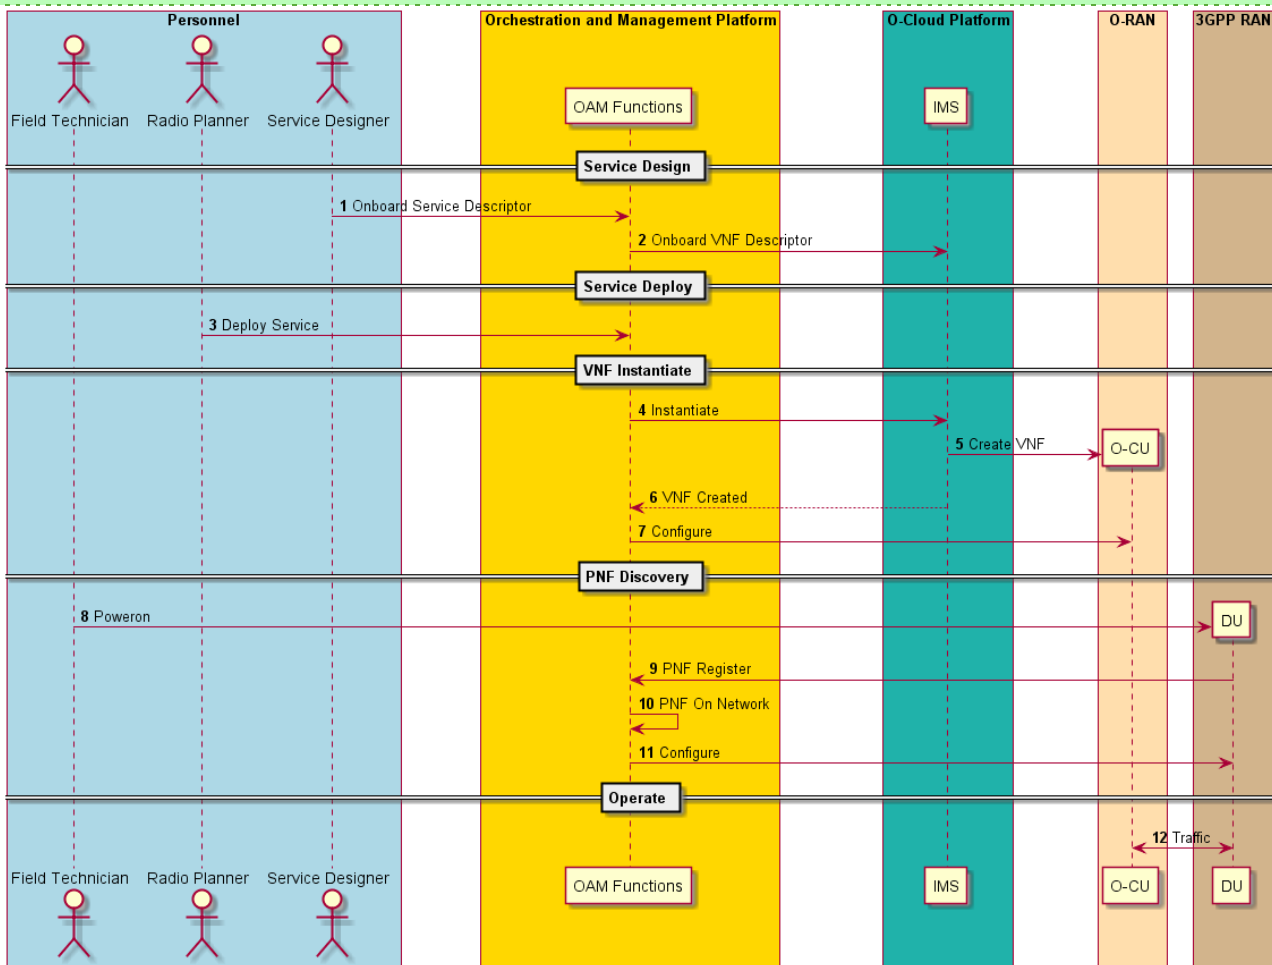 Personnel
Orchestration and Management Platform
O-Cloud Platform
O-RAN
3GPP RAN
OAM Functions
IMS
Field Technician
Radio Planner
Service Designer
Service Design
1 Onboard Service Descriptor
2 Onboard VNF Descriptor
Service Deploy
3 Deploy Service
VNF Instantiate
4 Instantiate
5 Create VNF
O-CU
6 VNF Created
7 Configure
PNF Discovery
8 Poweron
DU
9 PNF Register
10 PNF On Network
11 Configure
Operate
12 Traffic
Field Technician
Radio Planner
Service Designer
OAM Functions
IMS
O-CU
DU